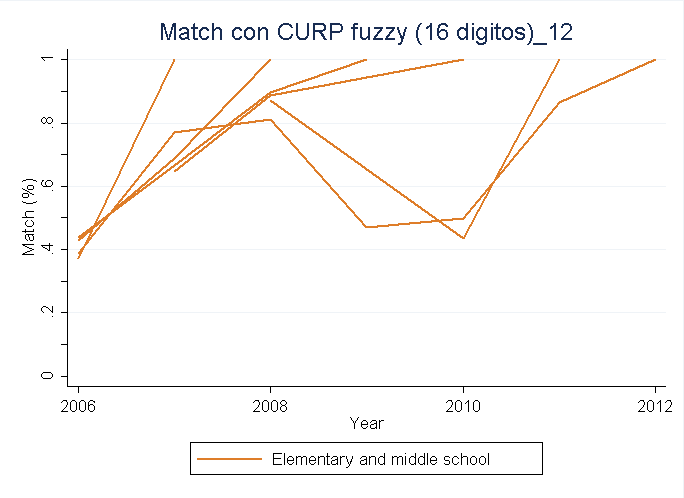 Match con CURP fuzzy (16 digitos)_12
Match (%)
1
.8
.6
.4
.2
0
2006
2008
2010
2012
Year
Elementary and middle school